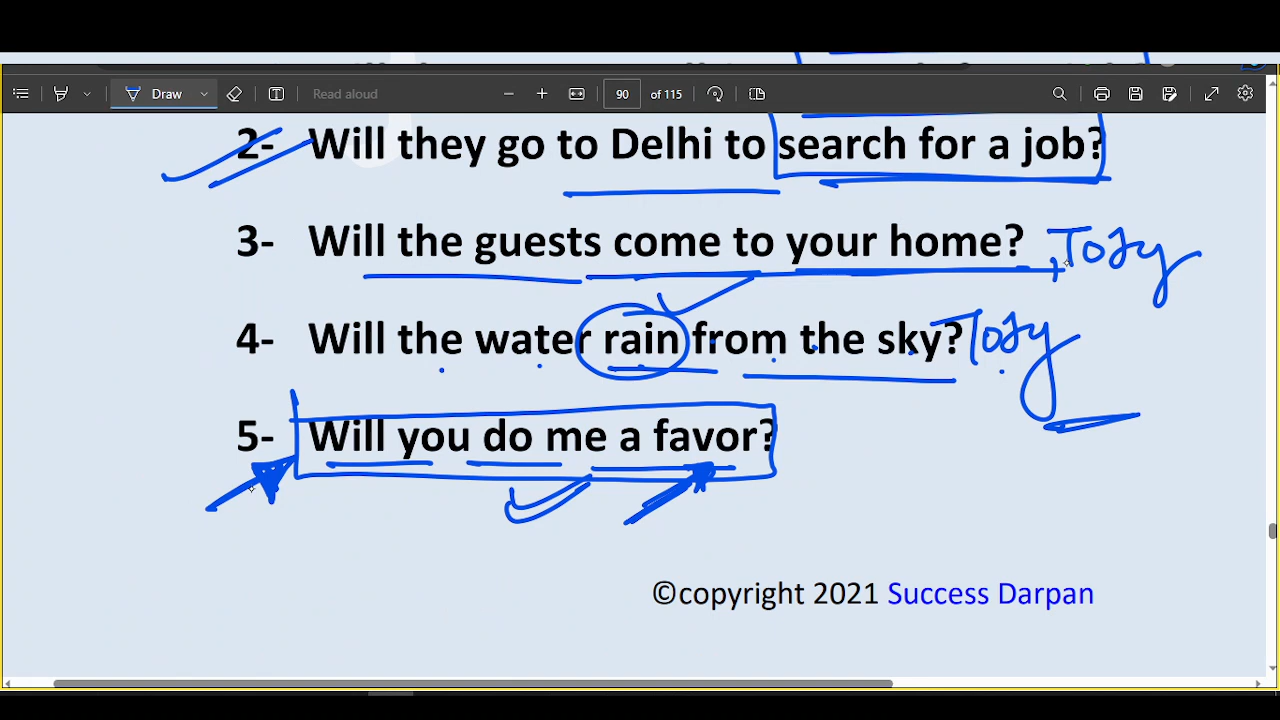 Draw
Read aloud
90 of 115
2- Will they go to Delhi to search for a job?
3- Will the guests come to your home?
4- Will the water rain from the sky?
5- Will you do me a favor?
©copyright 2021 Success Darpan